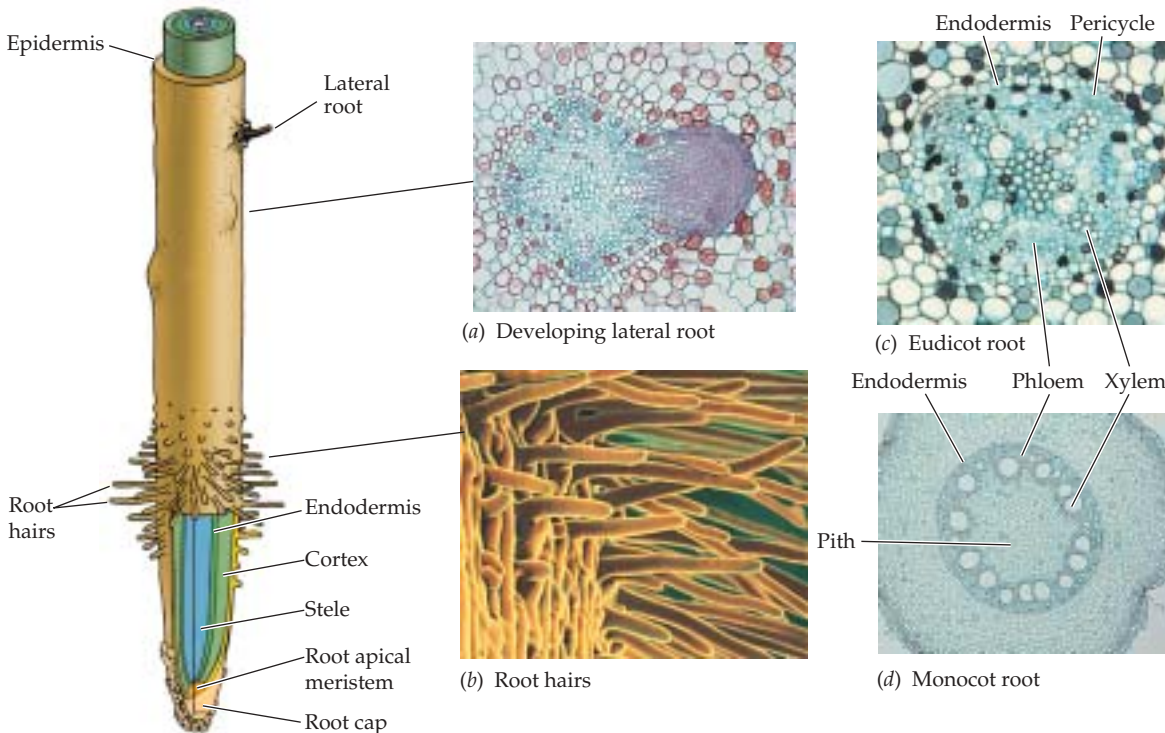 Epidermis
Lateral
root
Root
hairs
Endodermis
Cortex
Stele
Root apical
meristem
Root cap
(a) Developing lateral root
(b) Root hairs
Endodermis
Pericycle
(c) Eudicot root
Endodermis
Phloem
Xylem
Pith
(d) Monocot root